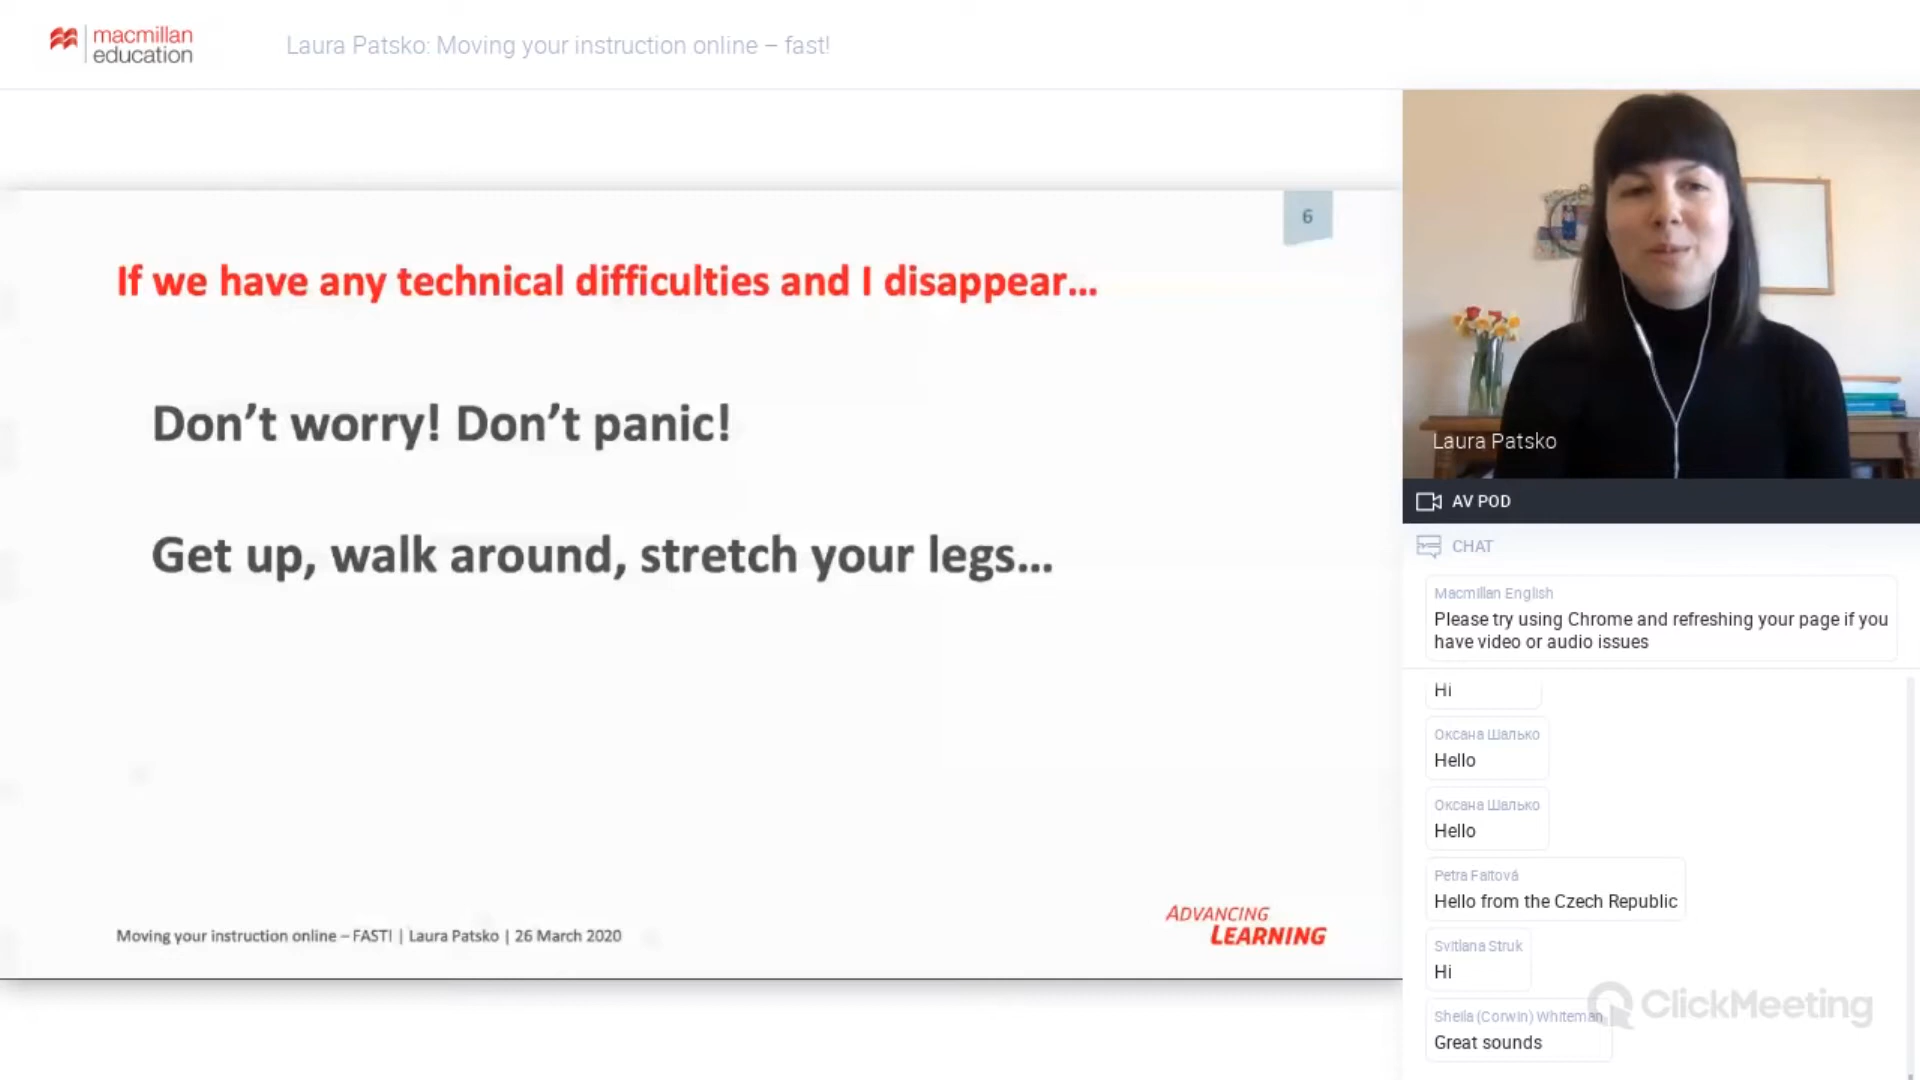 macmillan
education
Laura Patsko: Moving your instruction online – fast!
6
If we have any technical difficulties and I disappear...
Don't worry! Don't panic!
Get up, walk around, stretch your legs...
Moving your instruction online – FAST! | Laura Patsko | 26 March 2020
ADVANCING
LEARNING
Laura Patsko
AV POD
CHAT
Macmillan English
Please try using Chrome and refreshing your page if you
have video or audio issues
Hi
Оксана Шалько
Hello
Оксана Шалько
Hello
Petra Faltová
Hello from the Czech Republic
Svitlana Struk
Hi
Sheila (Corwin) Whiteman
Great sounds
ClickMeeting